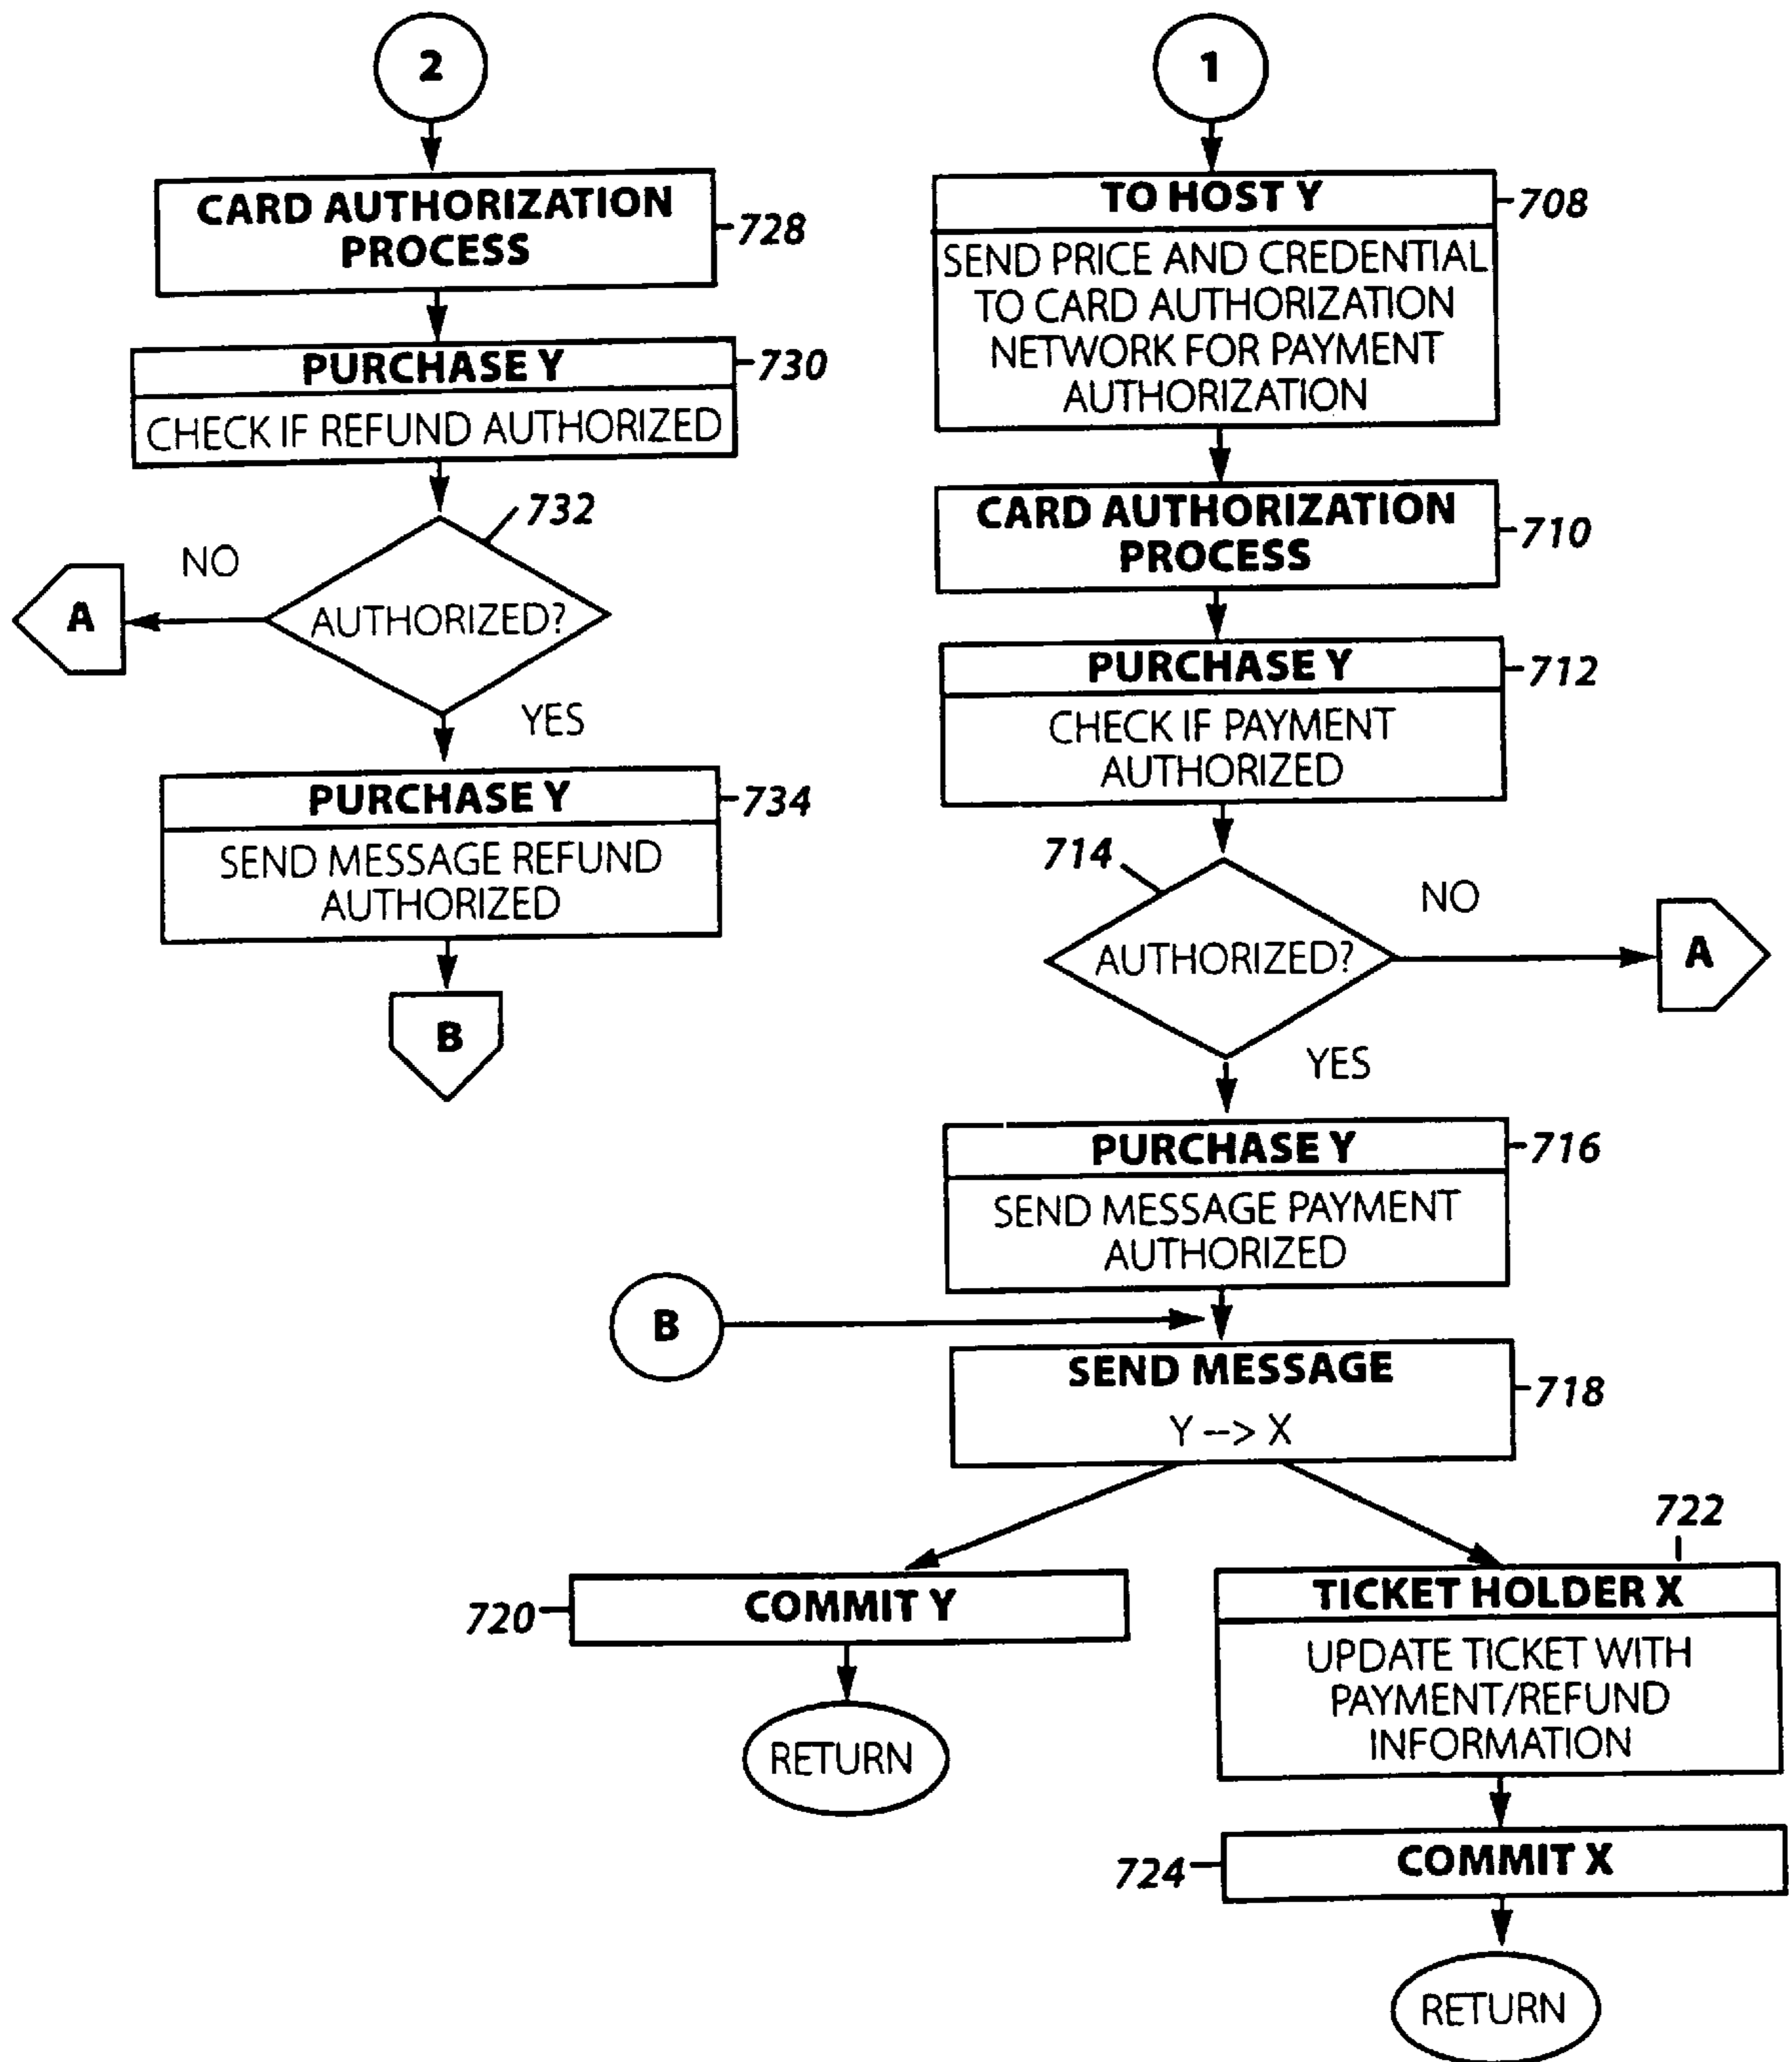 2
CARD AUTHORIZATION
PROCESS
728
PURCHASE Y
730
CHECK IF REFUND AUTHORIZED
732
NO
A
AUTHORIZED?
YES
PURCHASE Y
734
SEND MESSAGE REFUND
AUTHORIZED
B
1
TO HOST Y
708
SEND PRICE AND CREDENTIAL
TO CARD AUTHORIZATION
NETWORK FOR PAYMENT
AUTHORIZATION
CARD AUTHORIZATION
PROCESS
710
PURCHASE Y
712
CHECK IF PAYMENT
AUTHORIZED
714
NO
AUTHORIZED?
A
YES
PURCHASE Y
716
SEND MESSAGE PAYMENT
AUTHORIZED
B
SEND MESSAGE
718
Y --> X
720
COMMIT Y
RETURN
722
TICKET HOLDER X
UPDATE TICKET WITH
PAYMENT/REFUND
INFORMATION
724
COMMIT X
RETURN